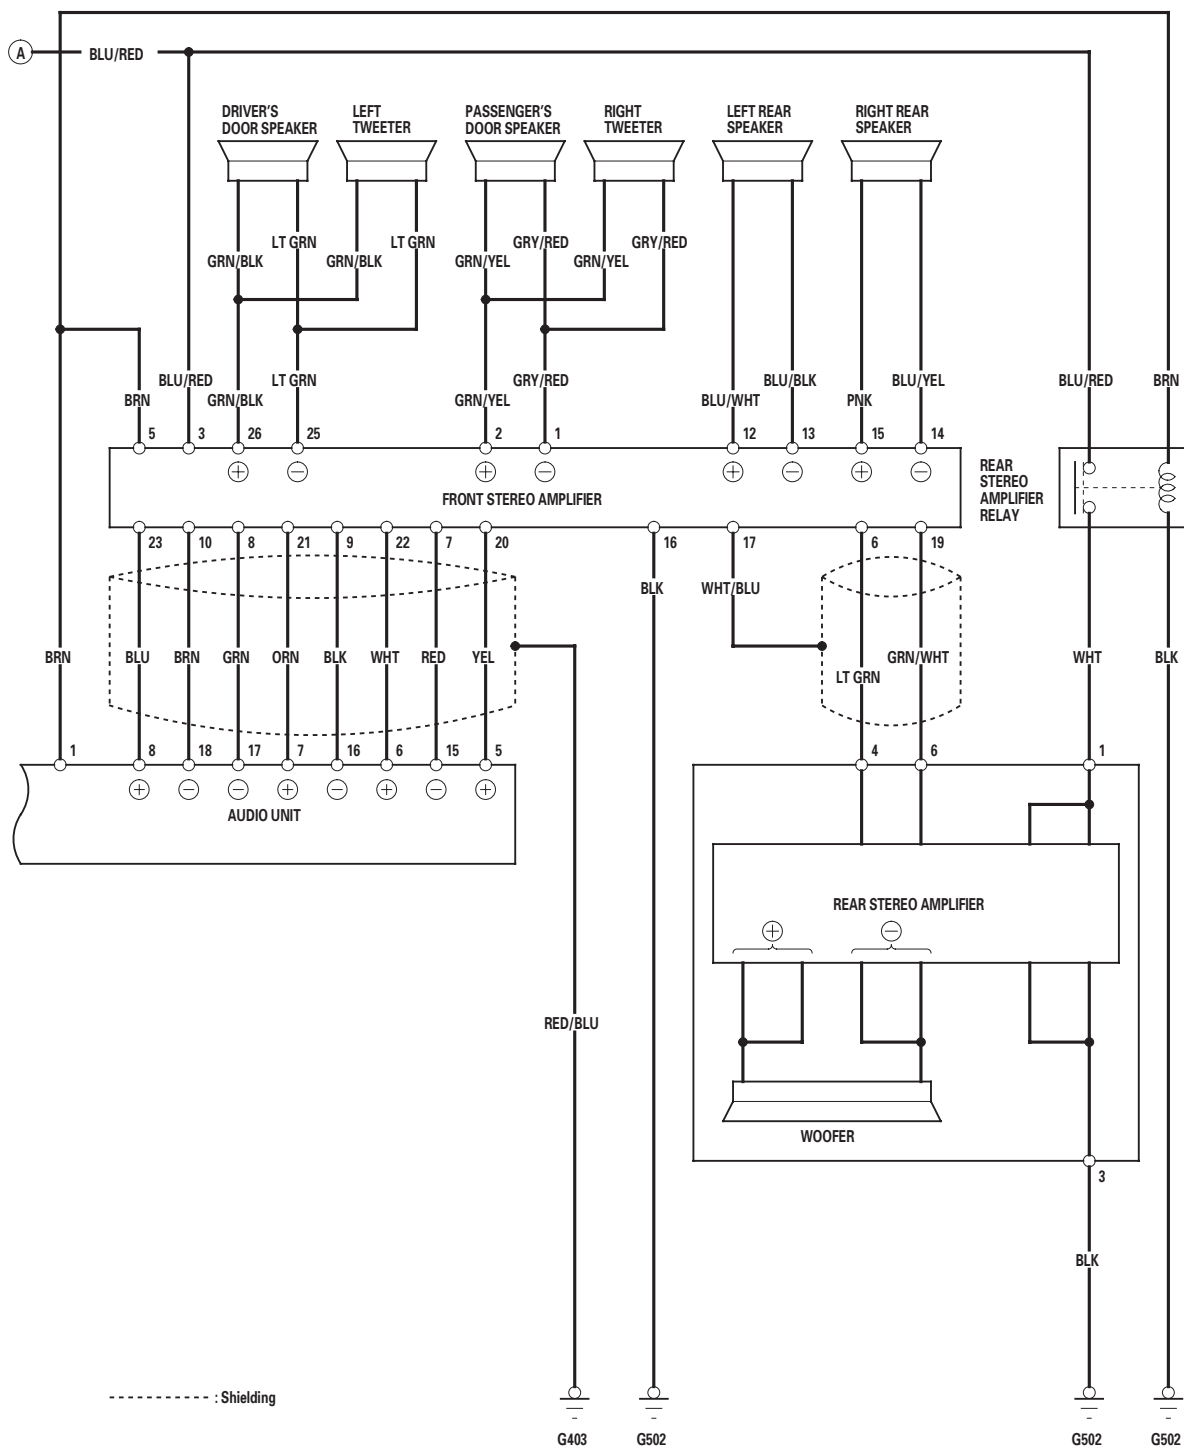 A
BLU/RED
DRIVER'S
DOOR SPEAKER
LEFT
TWEETER
PASSENGER'S
DOOR SPEAKER
RIGHT
TWEETER
LEFT REAR
SPEAKER
RIGHT REAR
SPEAKER
LT GRN
LT GRN
GRY/RED
GRY/RED
GRN/BLK
GRN/BLK
GRN/YEL
GRN/YEL
BLU/RED
LT GRN
GRY/RED
BLU/BLK
BLU/YEL
BLU/RED
BRN
BRN
GRN/BLK
GRN/YEL
BLU/WHT
PNK
5
3
26
25
2
1
12
13
15
14
+
−
+
−
+
−
+
−
FRONT STEREO AMPLIFIER
REAR
STEREO
AMPLIFIER
RELAY
23
10
8
21
9
22
7
20
16
17
6
19
BLK
WHT/BLU
BRN
BLU
BRN
GRN
ORN
BLK
WHT
RED
YEL
GRN/WHT
WHT
BLK
LT GRN
1
8
18
17
7
16
6
15
5
4
6
1
+
−
−
+
−
+
−
+
AUDIO UNIT
REAR STEREO AMPLIFIER
+
−
RED/BLU
WOOFER
3
BLK
: Shielding
G403
G502
G502
G502